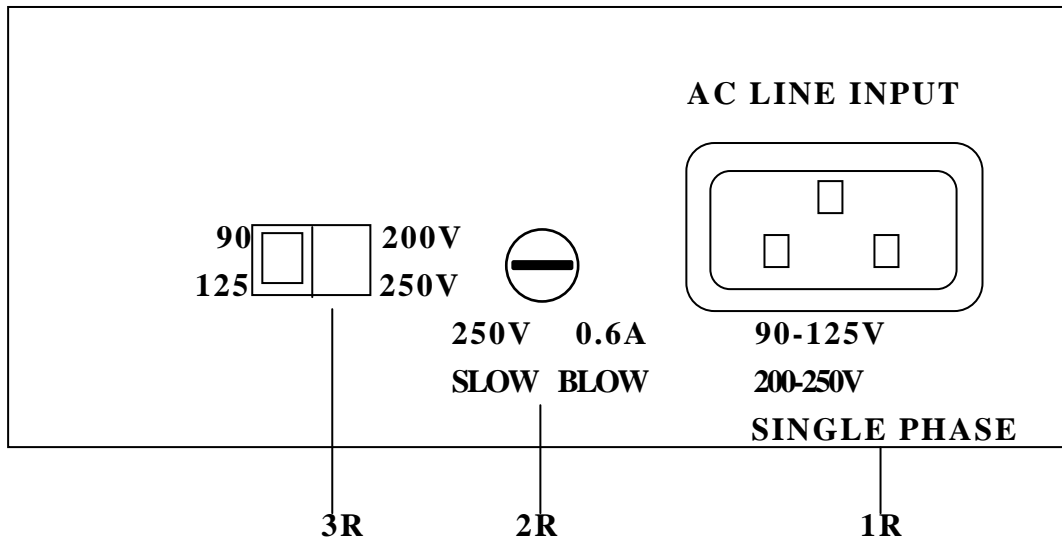 AC LINE INPUT
90 200V
125 250V
250V 0.6A
SLOW BLOW
90-125V
200-250V
SINGLE PHASE
3R 2R 1R